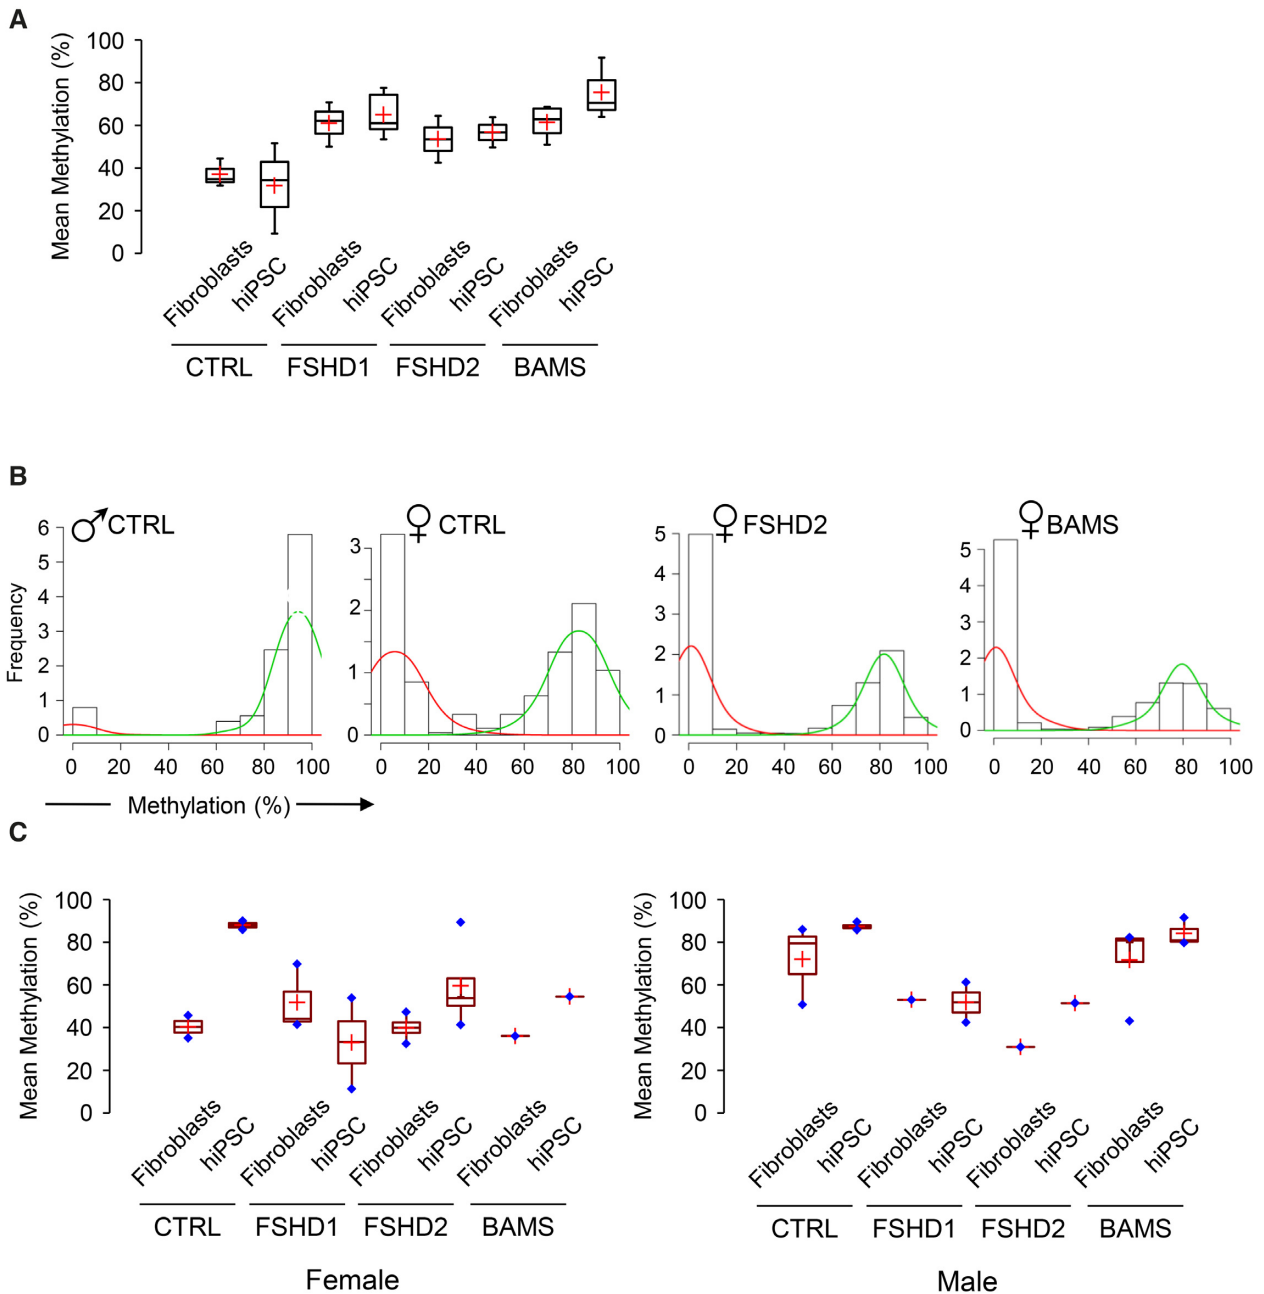 A
Mean Methylation (%)
100
80
60
40
20
0
Fibroblasts
hiPSC
Fibroblasts
hiPSC
Fibroblasts
hiPSC
Fibroblasts
hiPSC
CTRL
FSHD1
FSHD2
BAMS
B
Frequency
♂ CTRL
6
5
4
3
2
1
0
0 20 40 60 80 100
♀ CTRL
3
2
1
0
0 20 40 60 80 100
♀ FSHD2
5
4
3
2
1
0
0 20 40 60 80 100
♀ BAMS
5
4
3
2
1
0
0 20 40 60 80 100
Methylation (%)
C
Mean Methylation (%)
100
80
60
40
20
0
Fibroblasts
hiPSC
Fibroblasts
hiPSC
Fibroblasts
hiPSC
Fibroblasts
hiPSC
CTRL
FSHD1
FSHD2
BAMS
Female
Mean Methylation (%)
100
80
60
40
20
0
Fibroblasts
hiPSC
Fibroblasts
hiPSC
Fibroblasts
hiPSC
Fibroblasts
hiPSC
CTRL
FSHD1
FSHD2
BAMS
Male